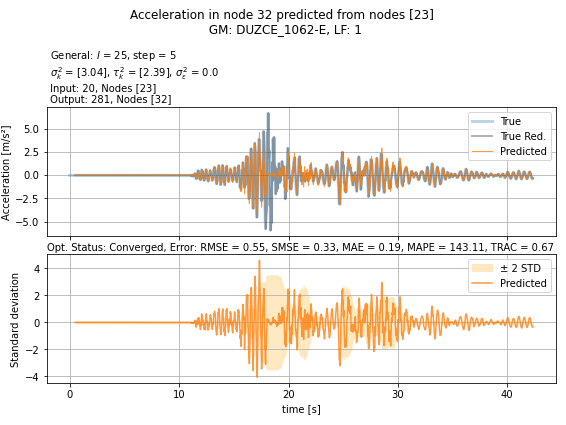 Acceleration in node 32 predicted from nodes [23]
GM: DUZCE_1062-E, LF: 1
General: l = 25, step = 5
σ²ₖ = [3.04], τ²ₖ = [2.39], σ²_ε = 0.0
Input: 20, Nodes [23]
Output: 281, Nodes [32]
Acceleration [m/s²]
5.0
2.5
0.0
−2.5
−5.0
True
True Red.
Predicted
Opt. Status: Converged, Error: RMSE = 0.55, SMSE = 0.33, MAE = 0.19, MAPE = 143.11, TRAC = 0.67
Standard deviation
4
2
0
−2
−4
± 2 STD
Predicted
0 10 20 30 40
time [s]